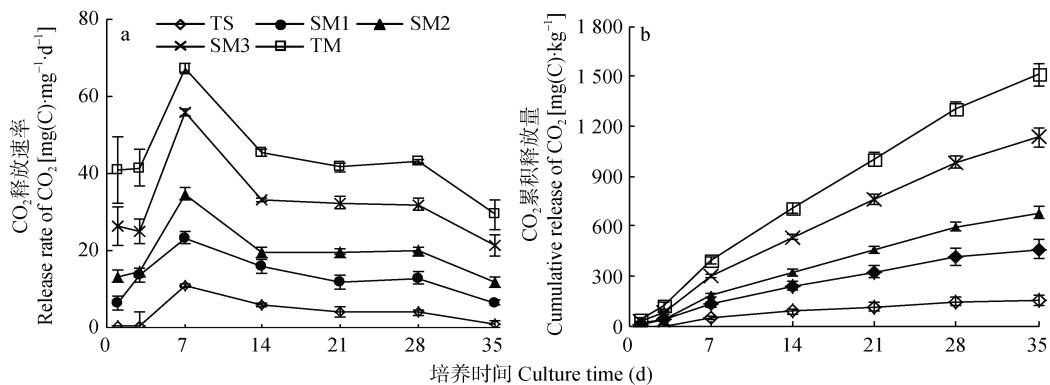 a
TS SM1 SM2
SM3 TM
CO₂释放速率
Release rate of CO₂ [mg(C)·mg⁻¹·d⁻¹)
80
60
40
20
0
0 7 14 21 28 35
b
CO₂累积释放量
Cumulative release of CO₂ [mg(C)·kg⁻¹)
1 800
1 500
1 200
900
600
300
0
0 7 14 21 28 35
培养时间 Culture time (d)